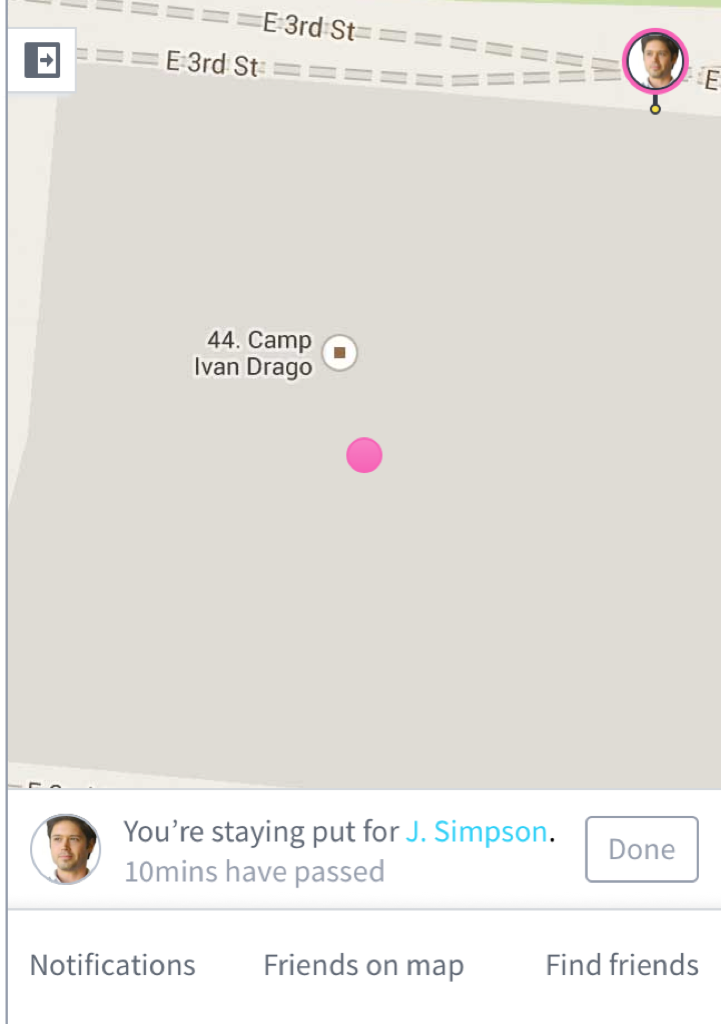 E 3rd St
E 3rd St
E
44. Camp
Ivan Drago
You’re staying put for J. Simpson.
10mins have passed
Done
Notifications
Friends on map
Find friends